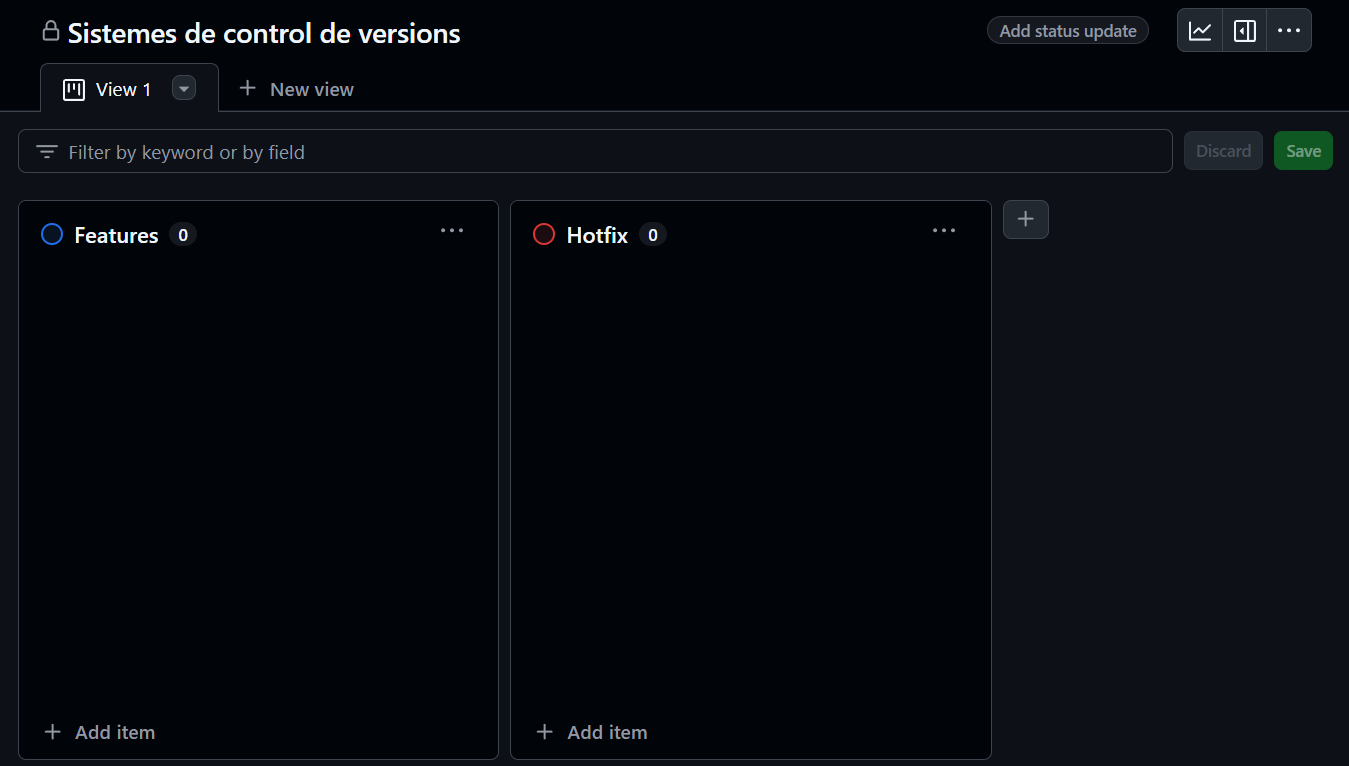 Sistemes de control de versions
Add status update
View 1
New view
Filter by keyword or by field
Discard
Save
Features 0
Hotfix 0
Add item
Add item